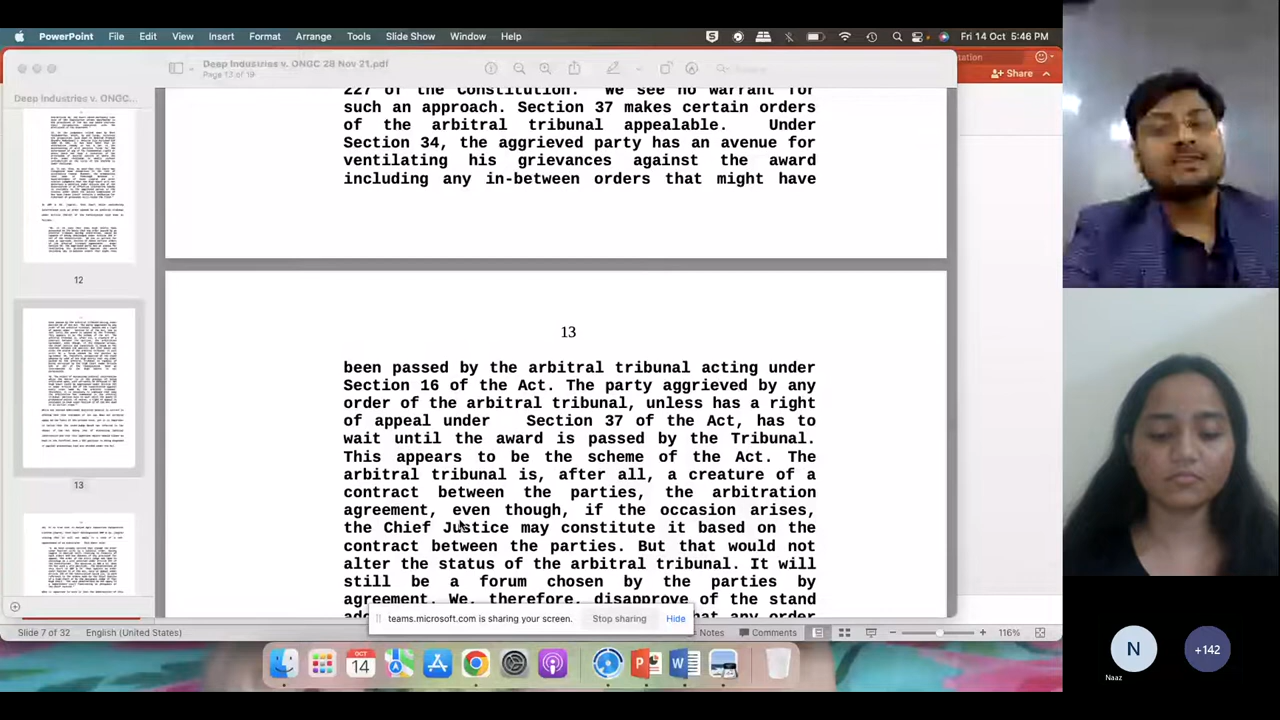 PowerPoint File Edit View Insert Format Arrange Tools Slide Show Window Help Fri 14 Oct 5:46 PM
Deep Industries v. ONGC 28 Nov 21.pdf
Page 13 of 19
Share
Deep Industries v. ONGC...
12
13
227 of the Constitution. We see no warrant for
such an approach. Section 37 makes certain orders
of the arbitral tribunal appealable. Under
Section 34, the aggrieved party has an avenue for
ventilating his grievances against the award
including any in-between orders that might have
13
been passed by the arbitral tribunal acting under
Section 16 of the Act. The party aggrieved by any
order of the arbitral tribunal, unless has a right
of appeal under Section 37 of the Act, has to
wait until the award is passed by the Tribunal.
This appears to be the scheme of the Act. The
arbitral tribunal is, after all, a creature of a
contract between the parties, the arbitration
agreement, even though, if the occasion arises,
the Chief Justice may constitute it based on the
contract between the parties. But that would not
alter the status of the arbitral tribunal. It will
still be a forum chosen by the parties by
agreement. We, therefore, disapprove of the stand
teams.microsoft.com is sharing your screen. Stop sharing Hide
Slide 7 of 32 English (United States) Notes Comments 116%
OCT
14
N
+142
Naaz